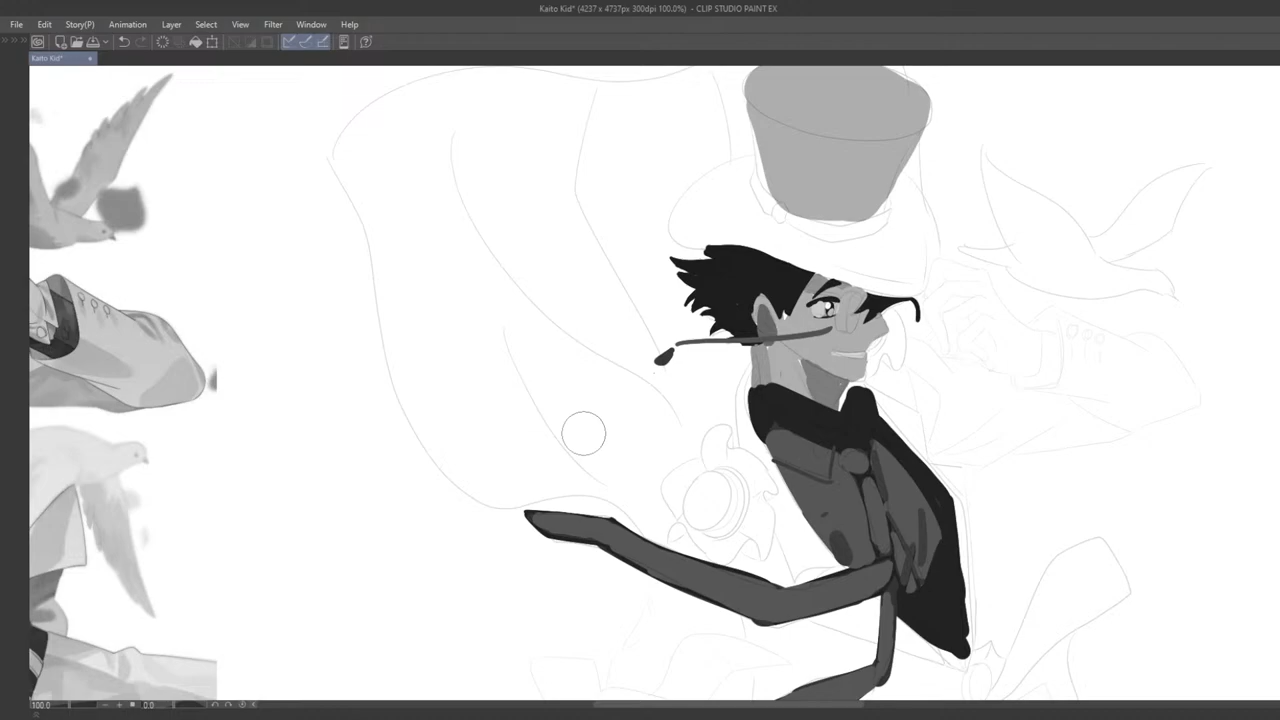 Kaito Kid* (4237 x 4737px 300dpi 100.0%) - CLIP STUDIO PAINT EX
File Edit Story(P) Animation Layer Select View Filter Window Help
Kaito Kid*
100.0 0.0